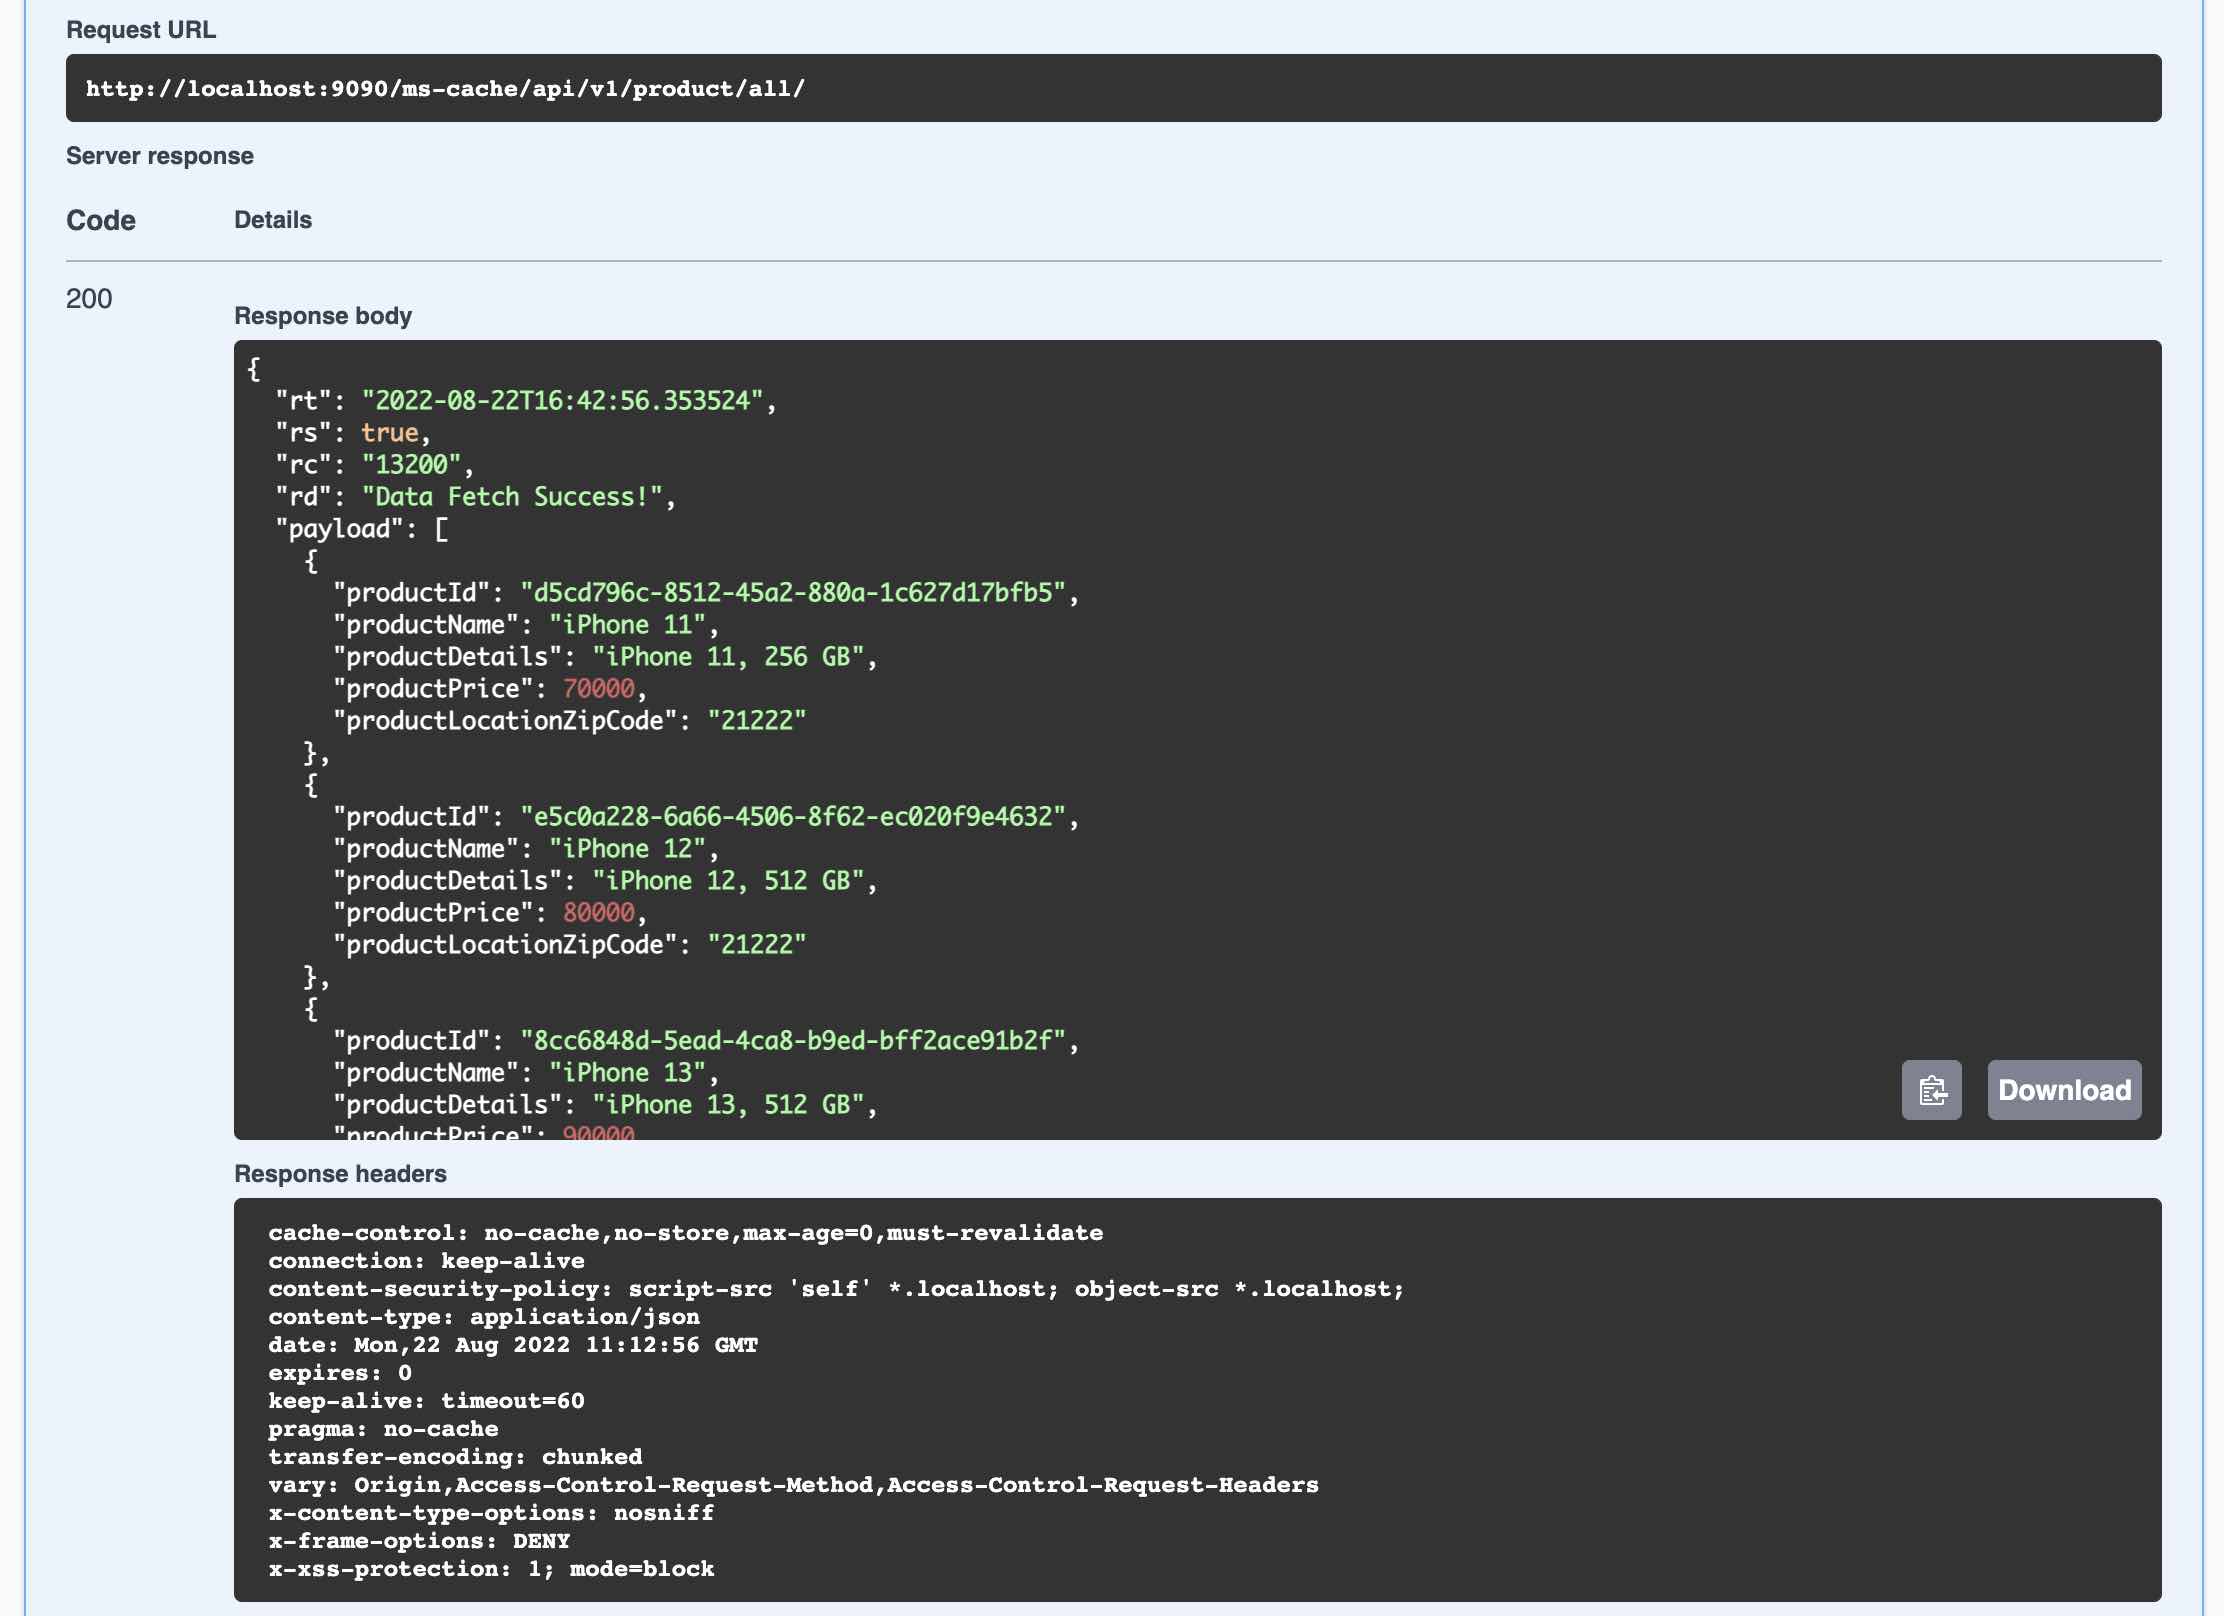 Request URL
http://localhost:9090/ms-cache/api/v1/product/all/
Server response
Code Details
200
Response body
{
"rt": "2022-08-22T16:42:56.353524",
"rs": true,
"rc": "13200",
"rd": "Data Fetch Success!",
"payload": [
{
"productId": "d5cd796c-8512-45a2-880a-1c627d17bfb5",
"productName": "iPhone 11",
"productDetails": "iPhone 11, 256 GB",
"productPrice": 70000,
"productLocationZipCode": "21222"
},
{
"productId": "e5c0a228-6a66-4506-8f62-ec020f9e4632",
"productName": "iPhone 12",
"productDetails": "iPhone 12, 512 GB",
"productPrice": 80000,
"productLocationZipCode": "21222"
},
{
"productId": "8cc6848d-5ead-4ca8-b9ed-bff2ace91b2f",
"productName": "iPhone 13",
"productDetails": "iPhone 13, 512 GB",
"productPrice": 90000
Download
Response headers
cache-control: no-cache,no-store,max-age=0,must-revalidate
connection: keep-alive
content-security-policy: script-src 'self' *.localhost; object-src *.localhost;
content-type: application/json
date: Mon,22 Aug 2022 11:12:56 GMT
expires: 0
keep-alive: timeout=60
pragma: no-cache
transfer-encoding: chunked
vary: Origin,Access-Control-Request-Method,Access-Control-Request-Headers
x-content-type-options: nosniff
x-frame-options: DENY
x-xss-protection: 1; mode=block